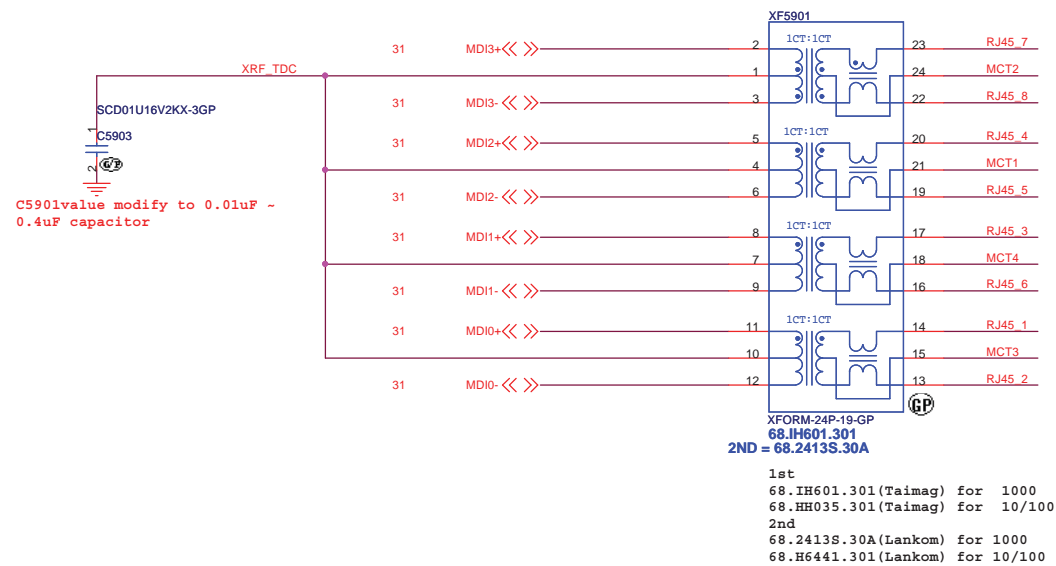 XF5901
1CT:1CT
31 MDI3+ 2 23 RJ45_7
XRF_TDC 1 24 MCT2
31 MDI3- 3 22 RJ45_8
SCD01U16V2KX-3GP
1
C5903
2
G/P
C5901value modify to 0.01uF ~
0.4uF capacitor
1CT:1CT
31 MDI2+ 5 20 RJ45_4
4 21 MCT1
31 MDI2- 6 19 RJ45_5
1CT:1CT
31 MDI1+ 8 17 RJ45_3
7 18 MCT4
31 MDI1- 9 16 RJ45_6
1CT:1CT
31 MDI0+ 11 14 RJ45_1
10 15 MCT3
31 MDI0- 12 13 RJ45_2
GP
XFORM-24P-19-GP
68.IH601.301
2ND = 68.2413S.30A
1st
68.IH601.301(Taimag) for 1000
68.HH035.301(Taimag) for 10/100
2nd
68.2413S.30A(Lankom) for 1000
68.H6441.301(Lankom) for 10/100